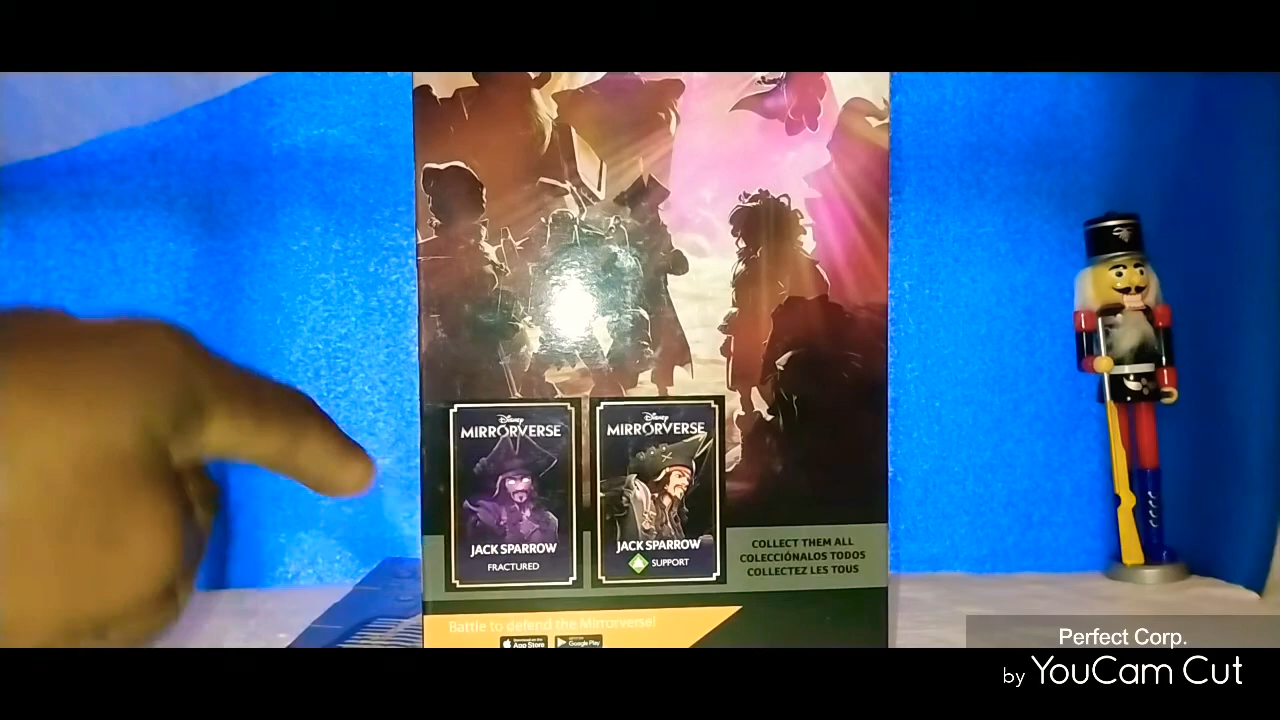 Disney
MIRRORVERSE
JACK SPARROW
FRACTURED
Disney
MIRRORVERSE
JACK SPARROW
SUPPORT
COLLECT THEM ALL
COLECCIÓNALOS TODOS
COLLECTEZ LES TOUS
Battle to defend the Mirrorverse!
App Store
Google Play
Perfect Corp.
by YouCam Cut